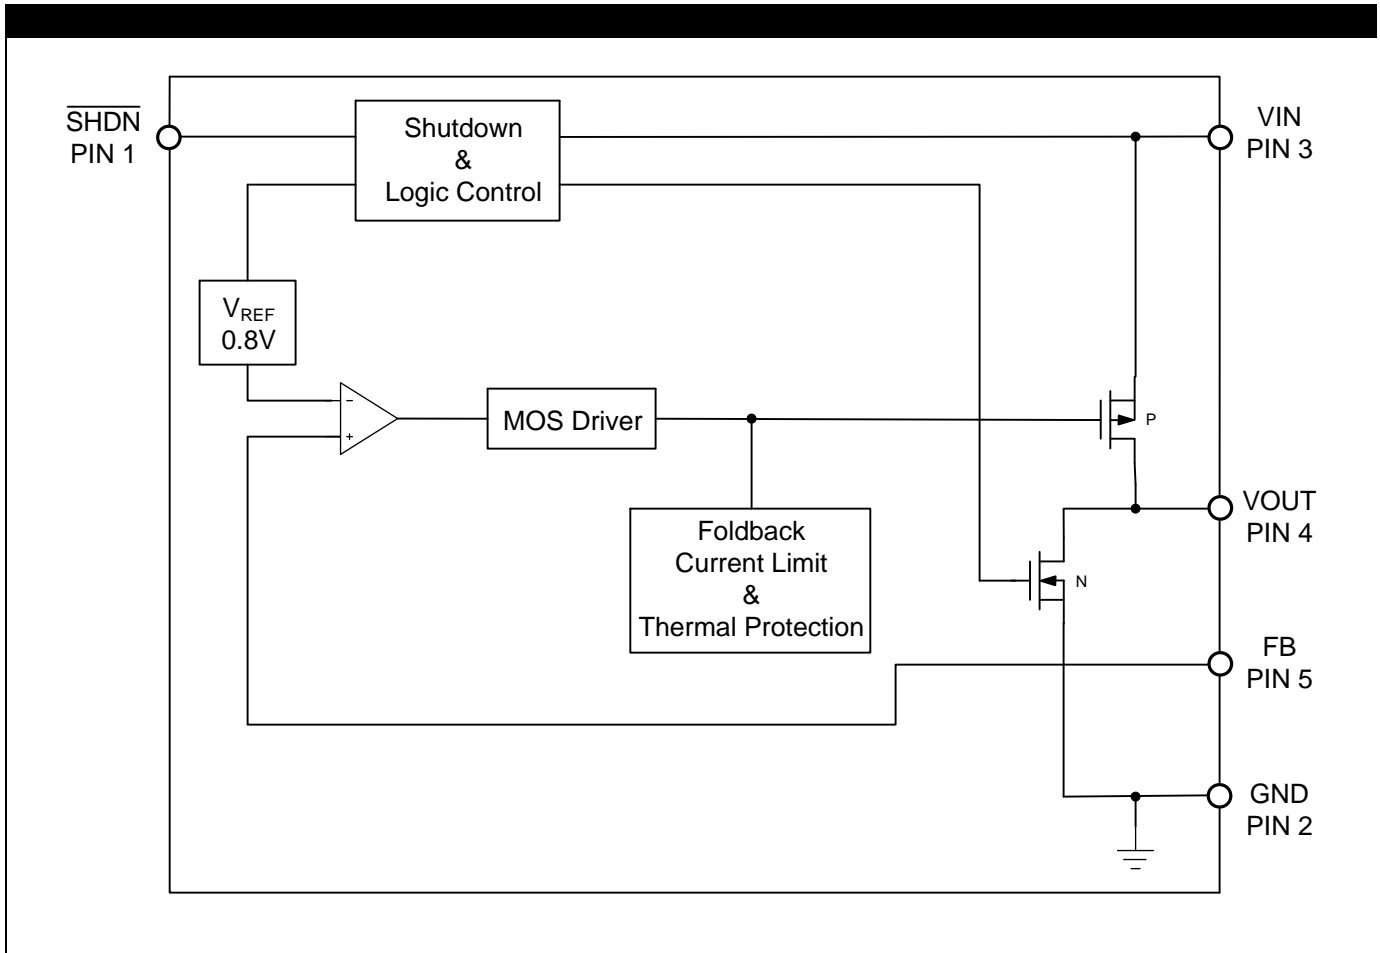 SHDN
PIN 1
Shutdown
&
Logic Control
VIN
PIN 3
VREF
0.8V
−
+
MOS Driver
P
Foldback
Current Limit
&
Thermal Protection
VOUT
PIN 4
N
FB
PIN 5
GND
PIN 2